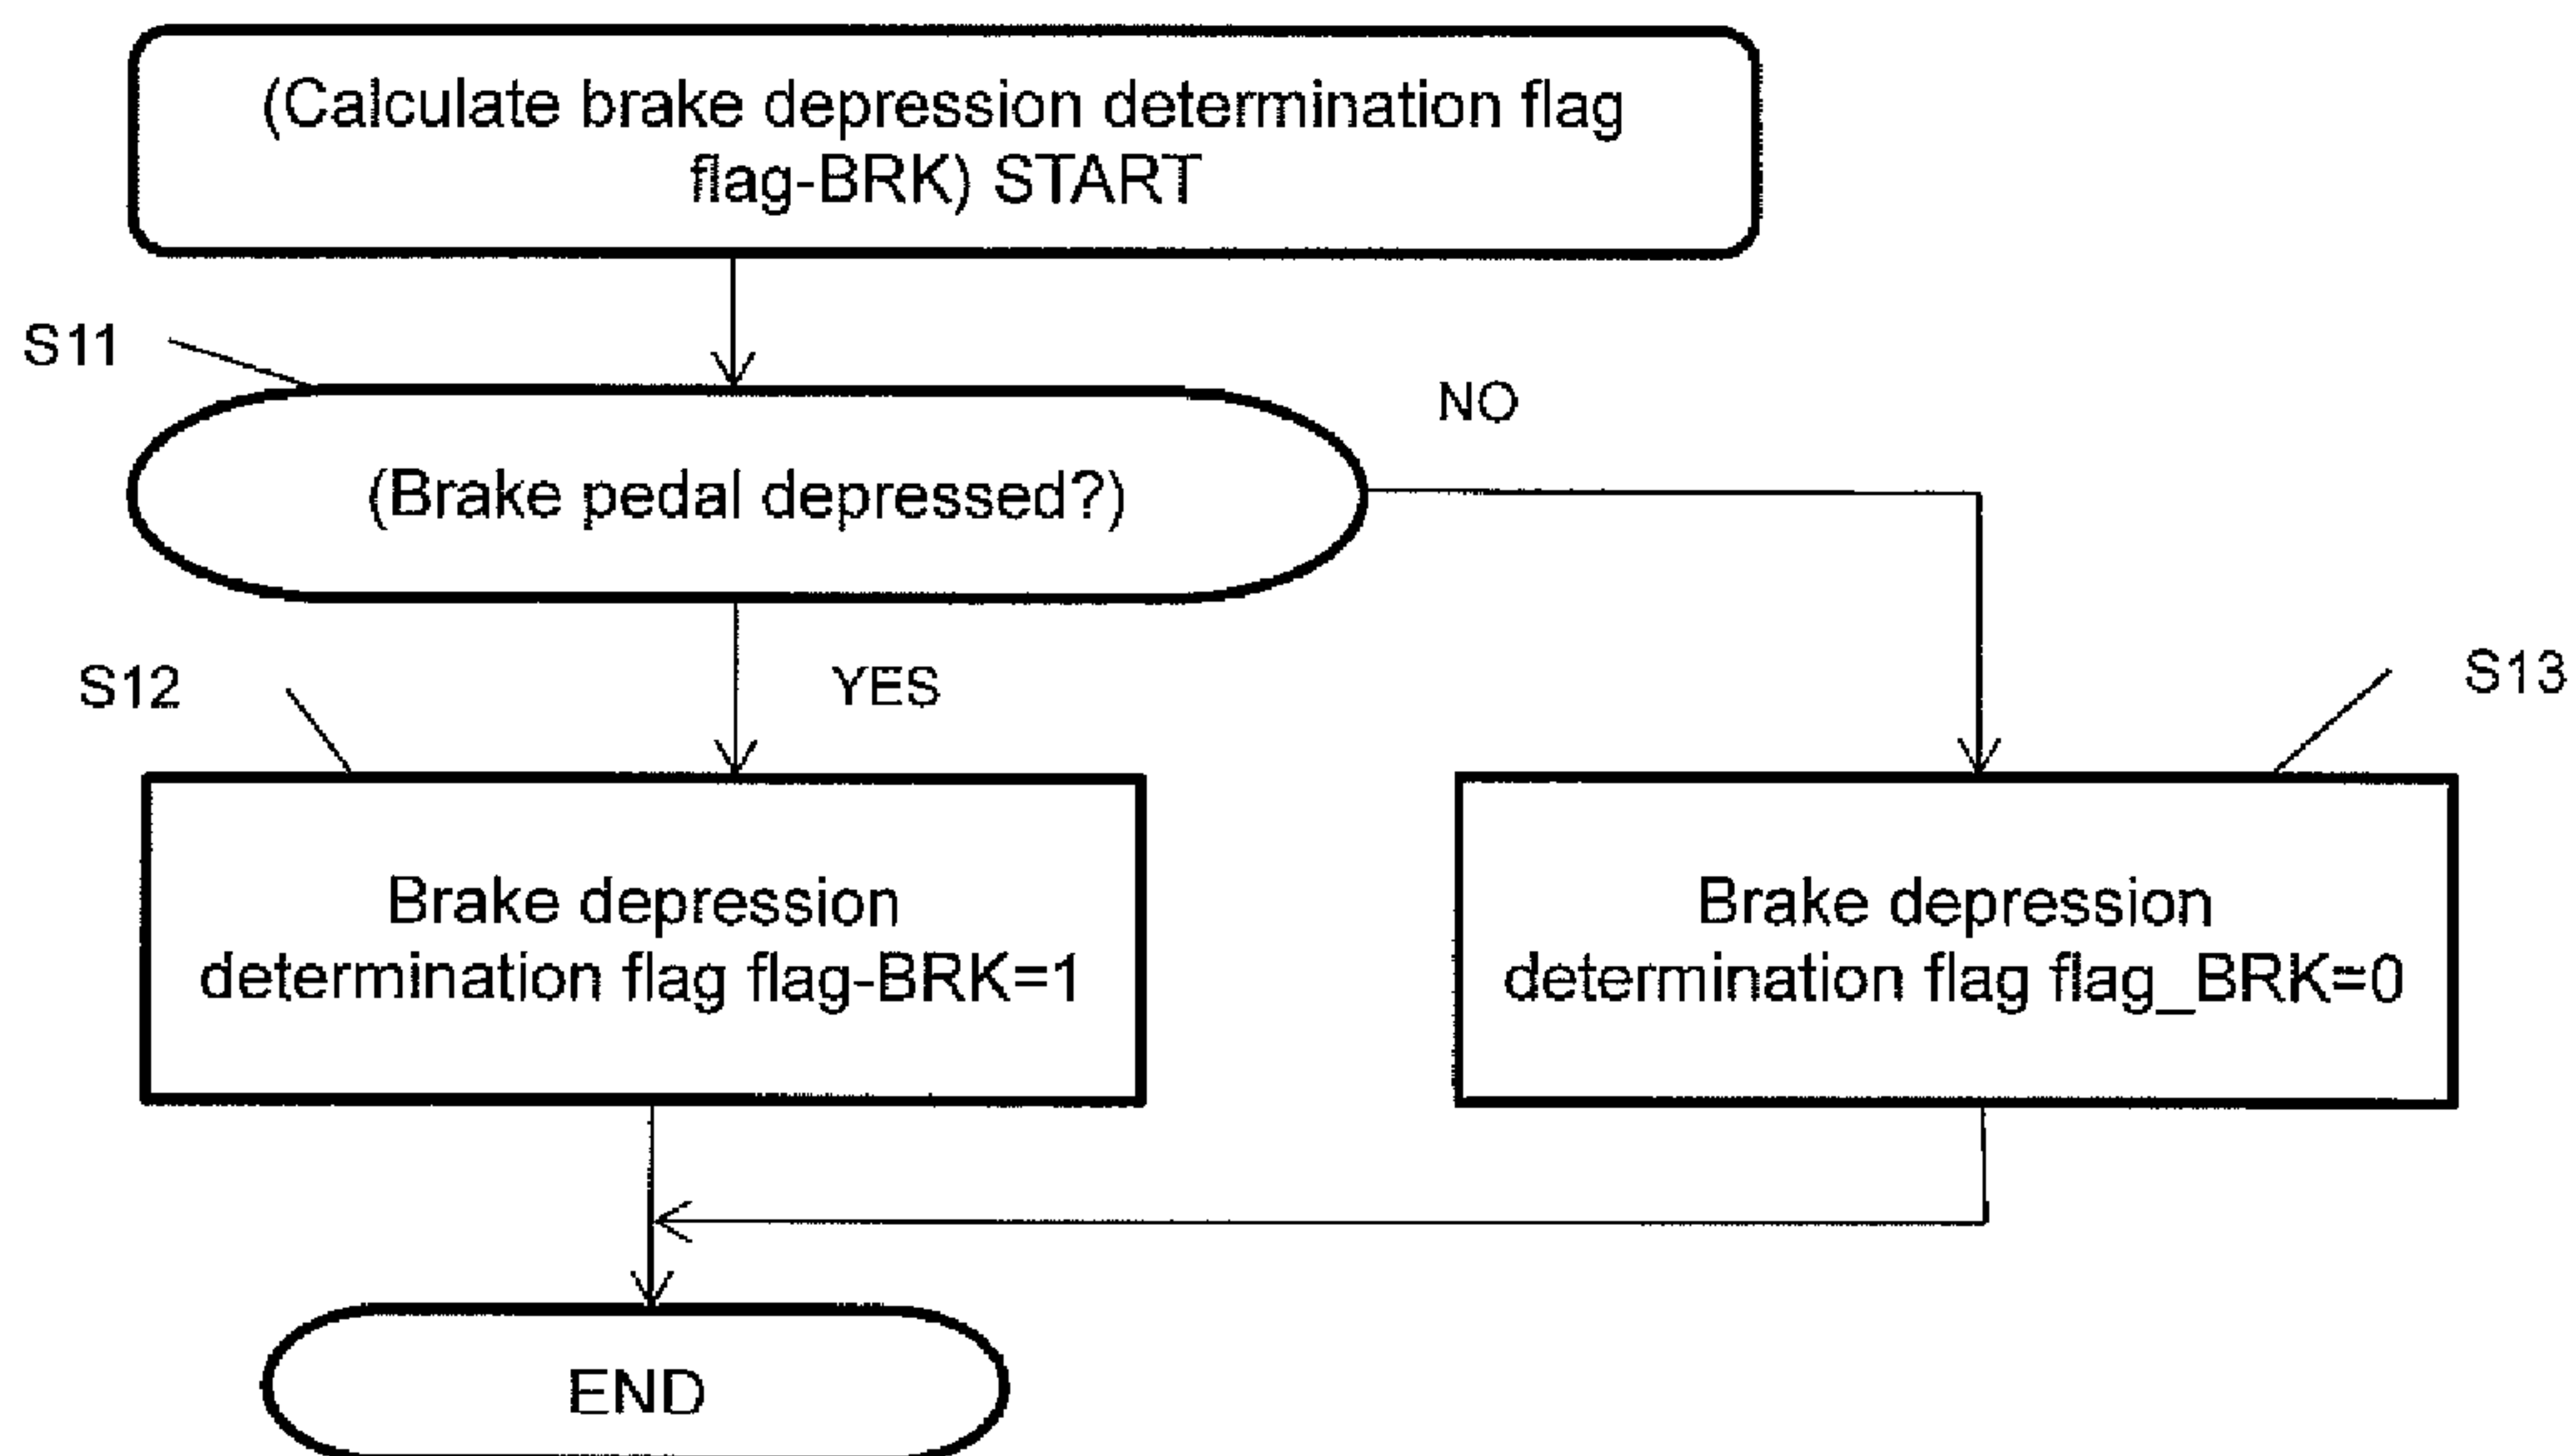 (Calculate brake depression determination flag
flag-BRK) START
S11
NO
(Brake pedal depressed?)
S12
YES
S13
Brake depression
determination flag flag-BRK=1
Brake depression
determination flag flag_BRK=0
END